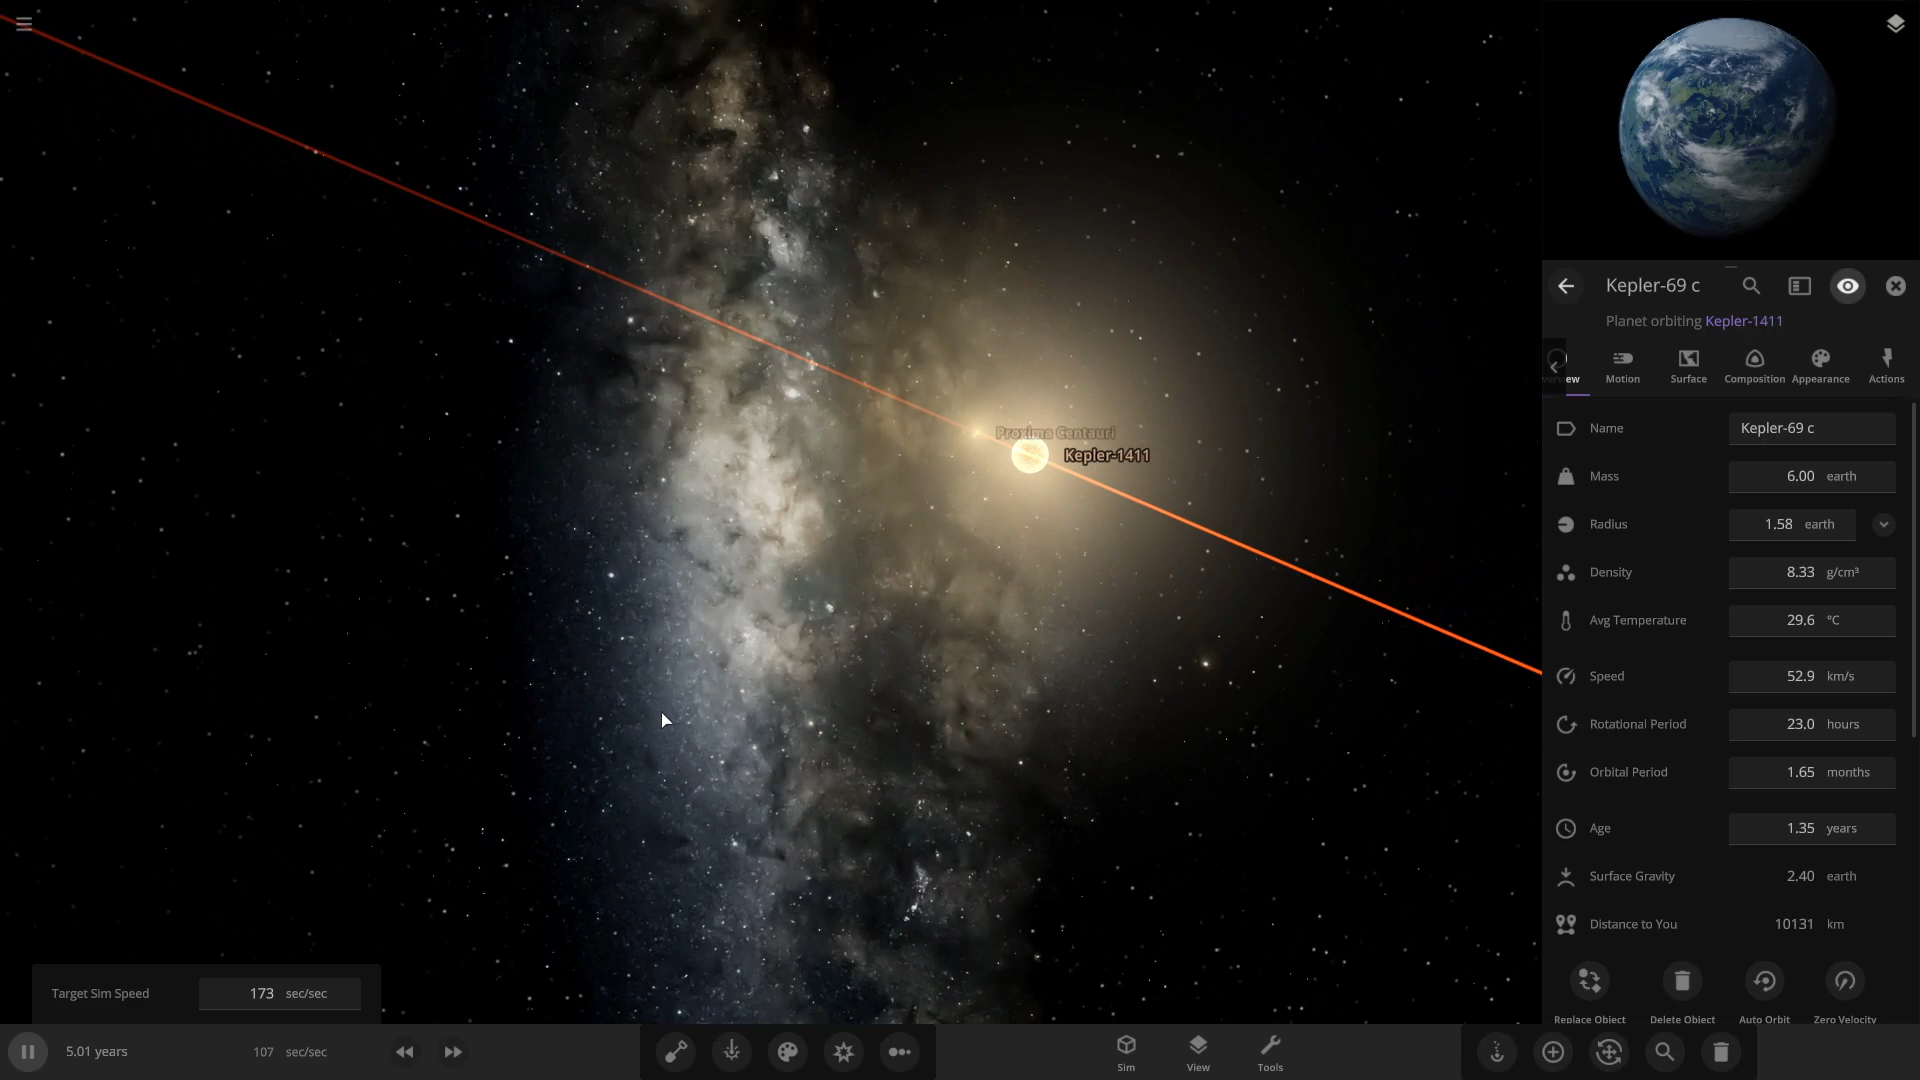 Proxima Centauri
Kepler-1411
Kepler-69 c
Planet orbiting Kepler-1411
Motion
Surface
Composition
Appearance
Actions
Name
Kepler-69 c
Mass
6.00 earth
Radius
1.58 earth
Density
8.33 g/cm³
Avg Temperature
29.6 °C
Speed
52.9 km/s
Rotational Period
23.0 hours
Orbital Period
1.65 months
Age
1.35 years
Surface Gravity
2.40 earth
Distance to You
10131 km
Replace Object
Delete Object
Auto Orbit
Zero Velocity
Target Sim Speed
173 sec/sec
5.01 years
107 sec/sec
Sim
View
Tools